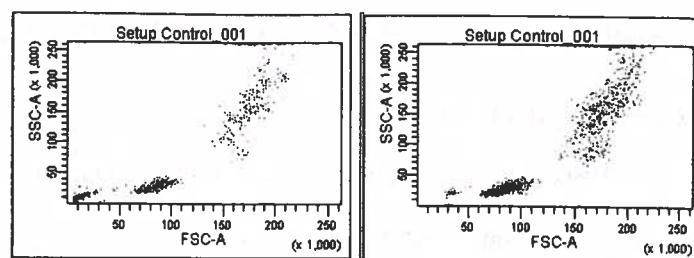 Setup Control_001
SSC-A (x 1,000)
250
200
150
100
50
50 100 150 200 250
FSC-A
(x 1,000)
Setup Control_001
SSC-A (x 1,000)
250
200
150
100
50
50 100 150 200 250
FSC-A
(x 1,000)